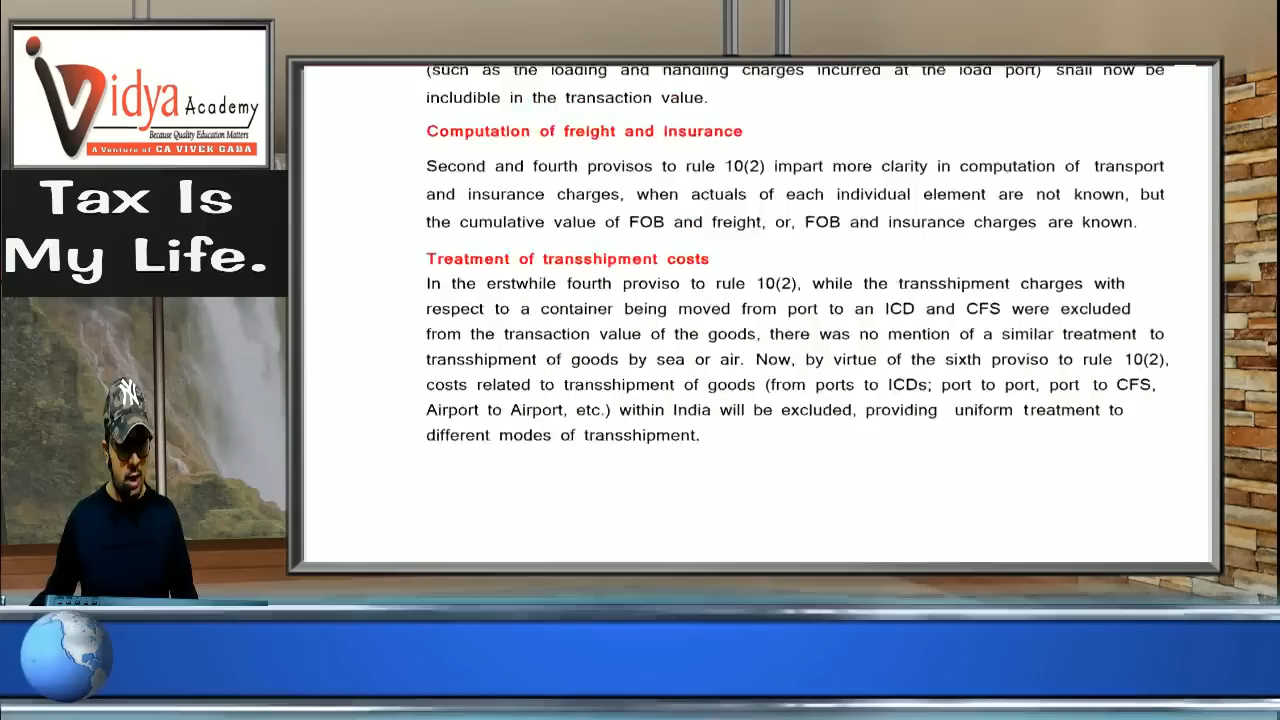 Vidya Academy
Because Quality Education Matters
A Venture of CA VIVEK GABA
Tax Is
My Life.
(such as the loading and handling charges incurred at the load port) shall now be
includible in the transaction value.
Computation of freight and insurance
Second and fourth provisos to rule 10(2) impart more clarity in computation of transport
and insurance charges, when actuals of each individual element are not known, but
the cumulative value of FOB and freight, or, FOB and insurance charges are known.
Treatment of transshipment costs
In the erstwhile fourth proviso to rule 10(2), while the transshipment charges with
respect to a container being moved from port to an ICD and CFS were excluded
from the transaction value of the goods, there was no mention of a similar treatment to
transshipment of goods by sea or air. Now, by virtue of the sixth proviso to rule 10(2),
costs related to transshipment of goods (from ports to ICDs; port to port, port to CFS,
Airport to Airport, etc.) within India will be excluded, providing uniform treatment to
different modes of transshipment.
NY